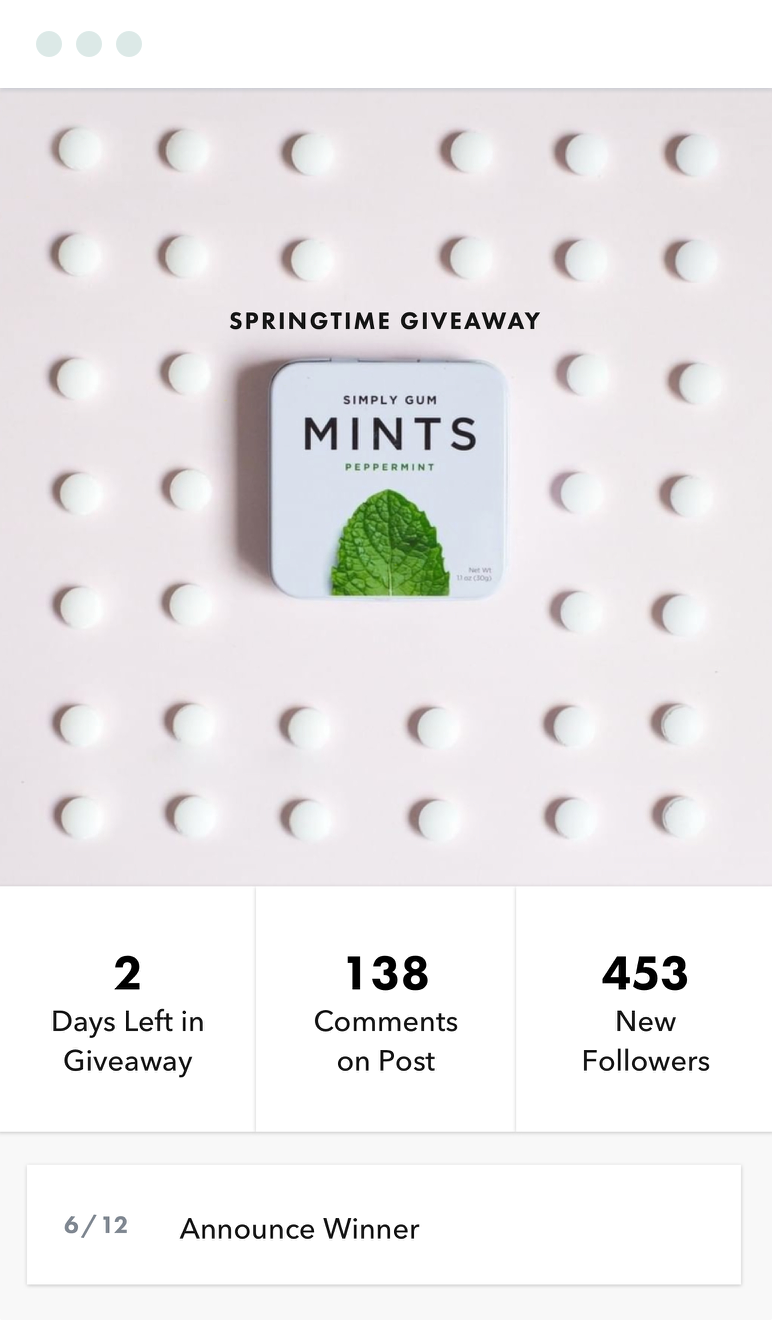 SPRINGTIME GIVEAWAY
SIMPLY GUM
MINTS
PEPPERMINT
Net Wt
1.1 oz (30g)
2
Days Left in
Giveaway
138
Comments
on Post
453
New
Followers
6/12
Announce Winner